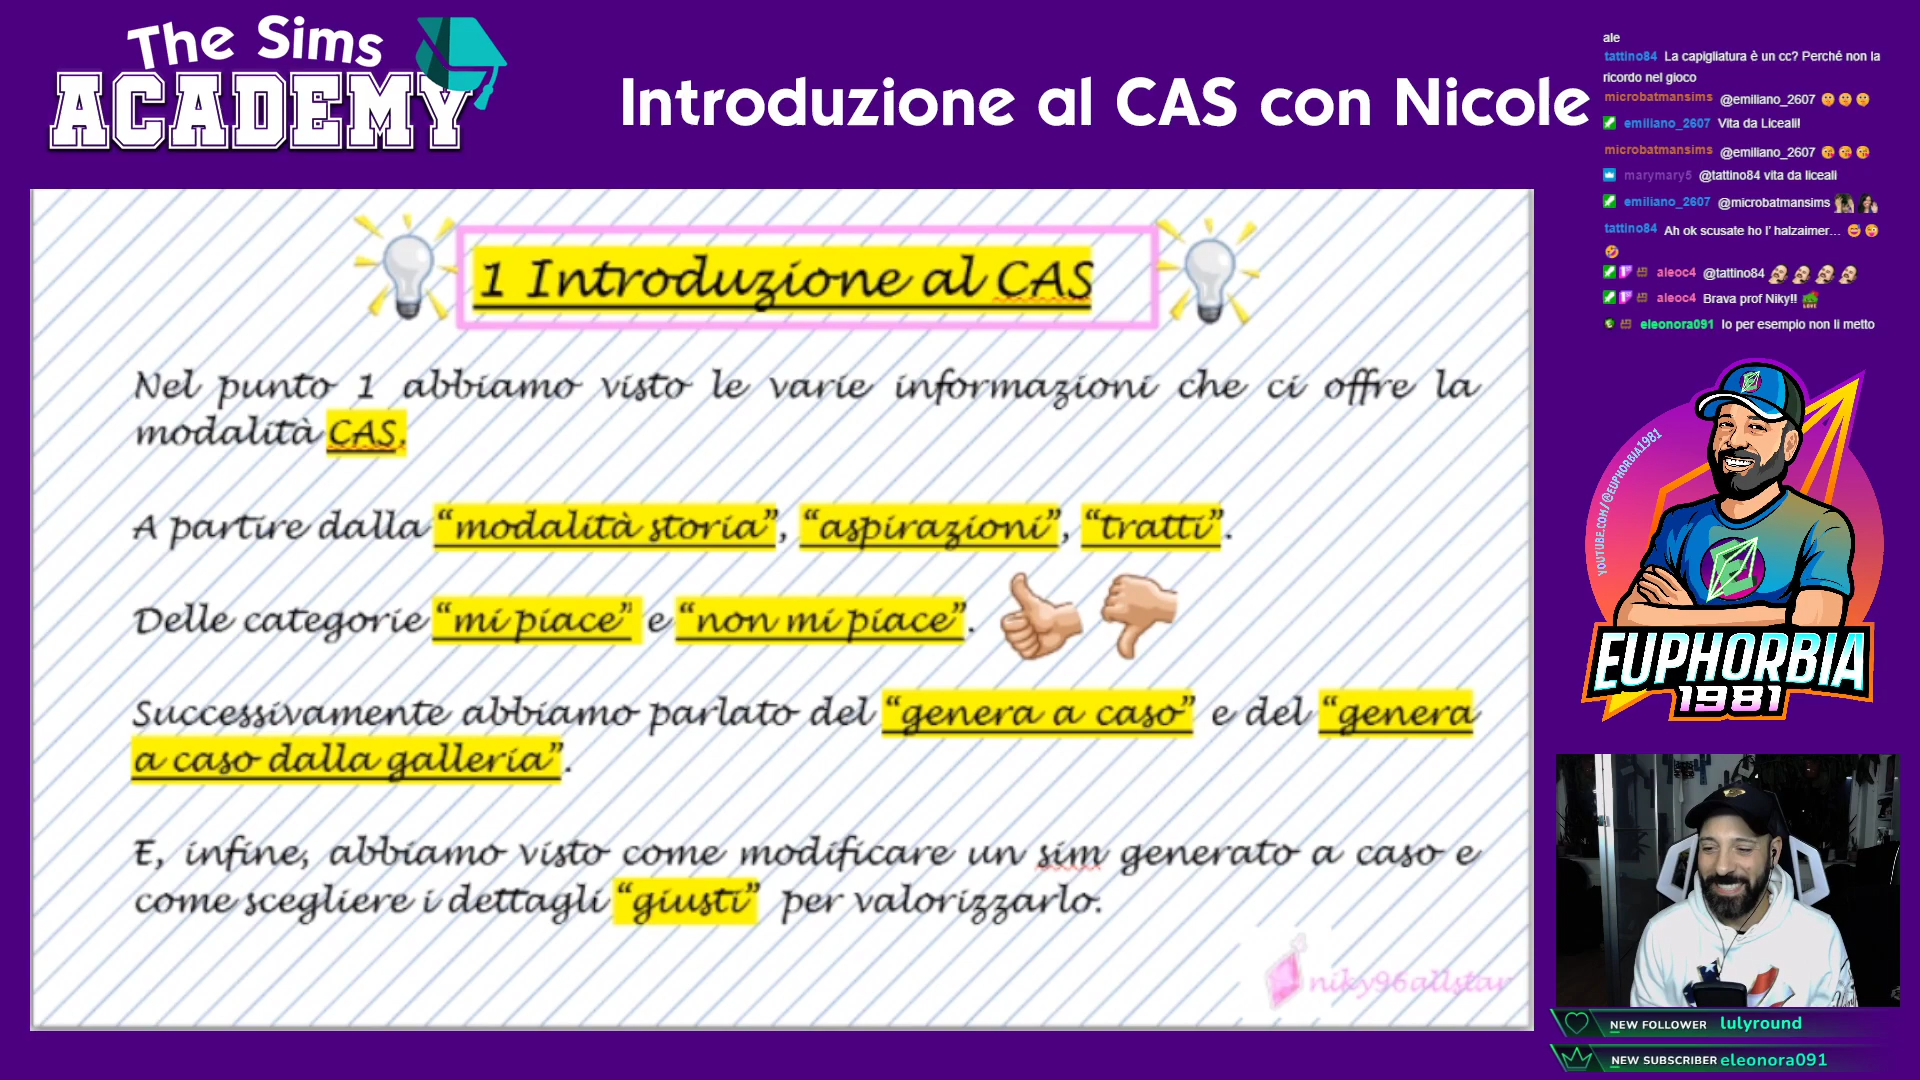 The Sims
ACADEMY
Introduzione al CAS con Nicole
1 Introduzione al CAS
Nel punto 1 abbiamo visto le varie informazioni che ci offre la
modalità CAS.
A partire dalla “modalità storia”, “aspirazioni”, “tratti”.
Delle categorie “mi piace” e “non mi piace”.
Successivamente abbiamo parlato del “genera a caso” e del “genera
a caso dalla galleria”.
E, infine, abbiamo visto come modificare un sim generato a caso e
come scegliere i dettagli “giusti” per valorizzarlo.
niky96allstar
ale
tattino84 La capigliatura è un cc? Perché non la
ricordo nel gioco
microbatmansims @emiliano_2607
emiliano_2607 Vita da Liceali!
microbatmansims @emiliano_2607
marymary5 @tattino84 vita da liceali
emiliano_2607 @microbatmansims
tattino84 Ah ok scusate ho l' halzaimer...
aleoc4 @tattino84
aleoc4 Brava prof Niky!!
eleonora091 Io per esempio non li metto
YOUTUBE.COM/@EUPHORBIA1981
EUPHORBIA
1981
NEW FOLLOWER lulyround
NEW SUBSCRIBER eleonora091